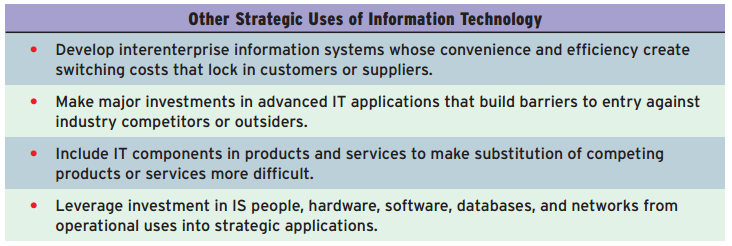 Other Strategic Uses of Information Technology
• Develop interenterprise information systems whose convenience and efficiency create
switching costs that lock in customers or suppliers.
• Make major investments in advanced IT applications that build barriers to entry against
industry competitors or outsiders.
• Include IT components in products and services to make substitution of competing
products or services more difficult.
• Leverage investment in IS people, hardware, software, databases, and networks from
operational uses into strategic applications.